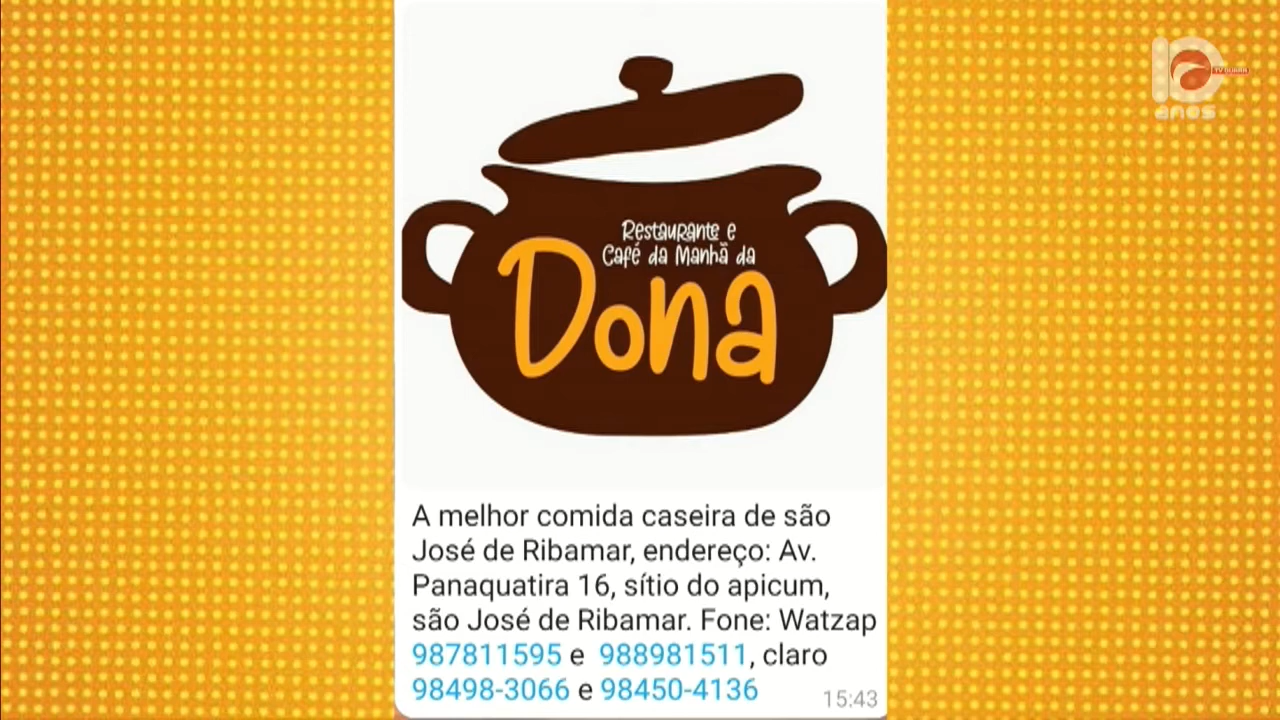 10
anos
Restaurante e
Café da Manhã da
Dona
A melhor comida caseira de são
José de Ribamar, endereço: Av.
Panaquatira 16, sítio do apicum,
são José de Ribamar. Fone: Watzap
987811595 e 988981511, claro
98498-3066 e 98450-4136
15:43